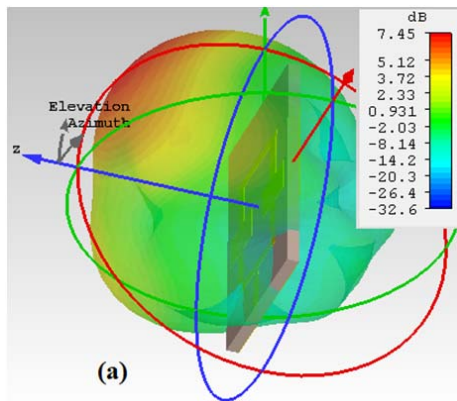 dB
7.45
5.12
3.72
2.33
0.931
-2.03
-8.14
-14.2
-20.3
-26.4
-32.6
Elevation
Azimuth
z
(a)